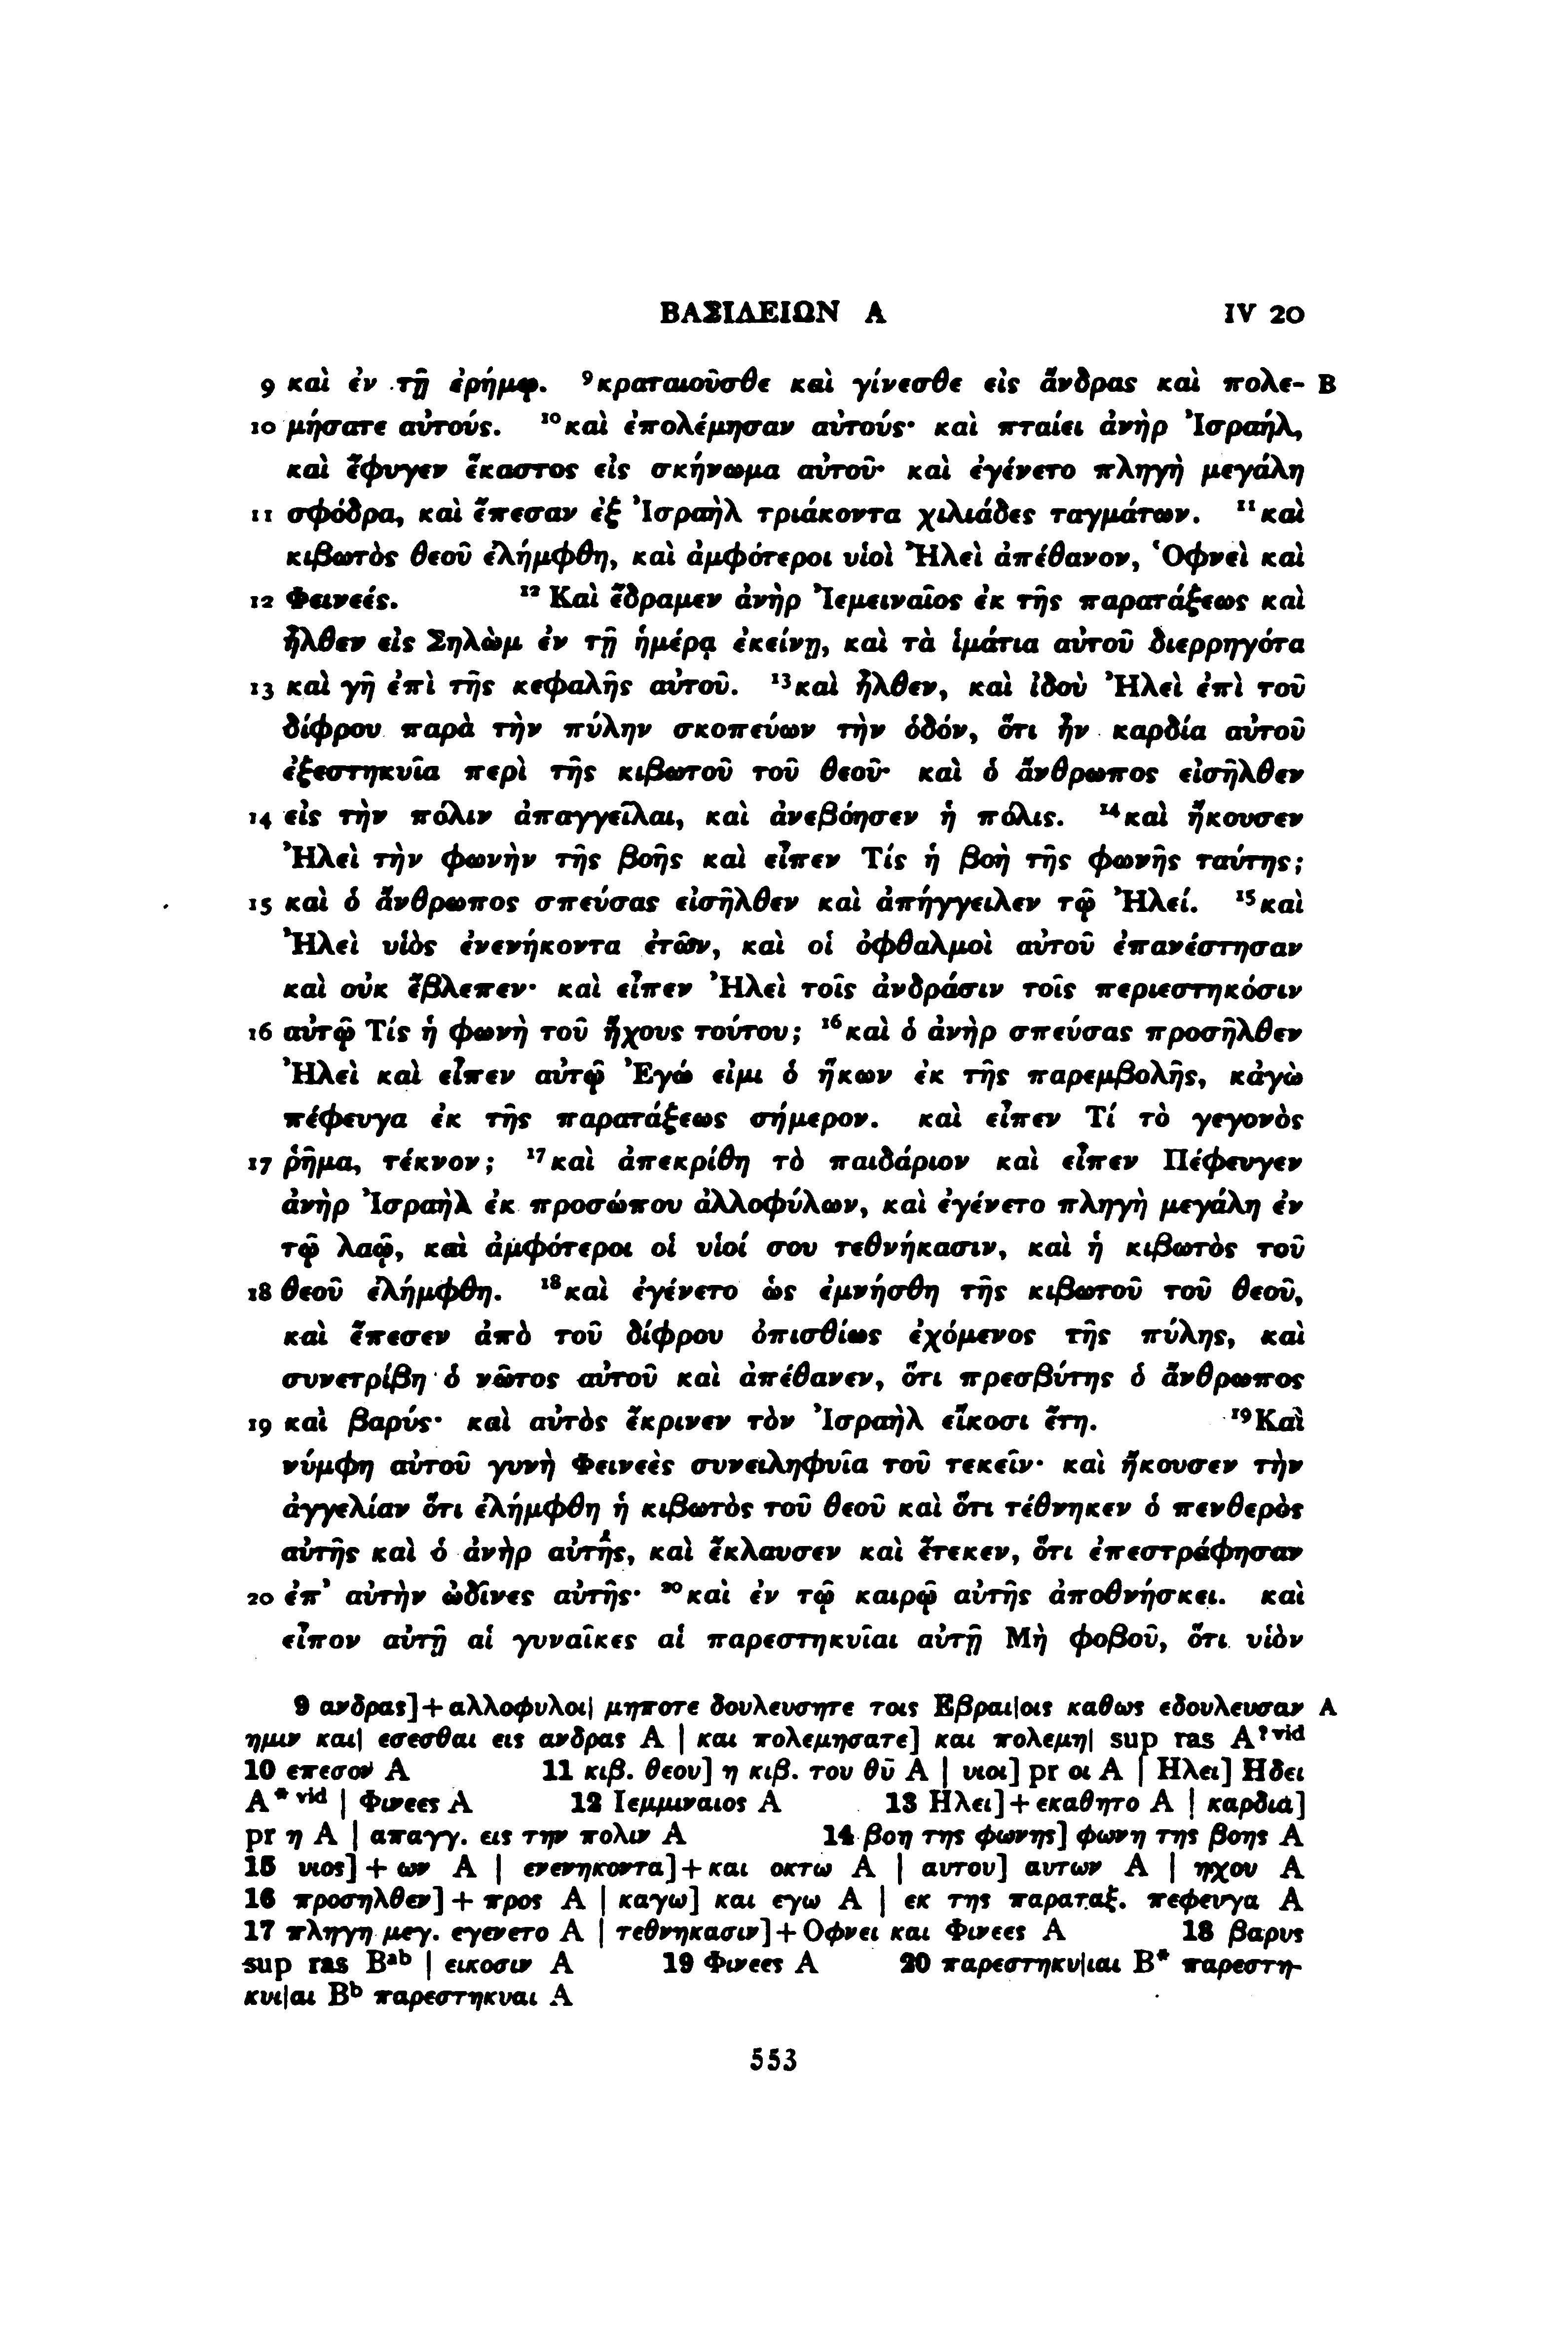 ΒΑΣΙΛΕΙΩΝ Α IV 20
9 καὶ ἐν τῇ ἐρήμῳ. ⁹κραταιοῦσθε καὶ γίνεσθε εἰς ἄνδρας καὶ πολε- B
10 μήσατε αὐτούς. ¹⁰καὶ ἐπολέμησαν αὐτούς· καὶ πταίει ἀνὴρ Ἰσραήλ,
καὶ ἔφυγεν ἕκαστος εἰς σκήνωμα αὐτοῦ· καὶ ἐγένετο πληγὴ μεγάλη
11 σφόδρα, καὶ ἔπεσαν ἐξ Ἰσραὴλ τριάκοντα χιλιάδες ταγμάτων. ¹¹καὶ
κιβωτὸς θεοῦ ἐλήμφθη, καὶ ἀμφότεροι υἱοὶ Ἠλεὶ ἀπέθανον, Ὀφνεὶ καὶ
12 Φεινεές. ¹²Καὶ ἔδραμεν ἀνὴρ Ἰεμειναῖος ἐκ τῆς παρατάξεως καὶ
ἦλθεν εἰς Σηλὼμ ἐν τῇ ἡμέρᾳ ἐκείνῃ, καὶ τὰ ἱμάτια αὐτοῦ διερρηγότα
13 καὶ γῆ ἐπὶ τῆς κεφαλῆς αὐτοῦ. ¹³καὶ ἦλθεν, καὶ ἰδοὺ Ἠλεὶ ἐπὶ τοῦ
δίφρου παρὰ τὴν πύλην σκοπεύων τὴν ὁδόν, ὅτι ἦν καρδία αὐτοῦ
ἐξεστηκυῖα περὶ τῆς κιβωτοῦ τοῦ θεοῦ· καὶ ὁ ἄνθρωπος εἰσῆλθεν
14 εἰς τὴν πόλιν ἀπαγγεῖλαι, καὶ ἀνεβόησεν ἡ πόλις. ¹⁴καὶ ἤκουσεν
Ἠλεὶ τὴν φωνὴν τῆς βοῆς καὶ εἶπεν Τίς ἡ βοὴ τῆς φωνῆς ταύτης;
15 καὶ ὁ ἄνθρωπος σπεύσας εἰσῆλθεν καὶ ἀπήγγειλεν τῷ Ἠλεί. ¹⁵καὶ
Ἠλεὶ υἱὸς ἐνενήκοντα ἐτῶν, καὶ οἱ ὀφθαλμοὶ αὐτοῦ ἐπανέστησαν
καὶ οὐκ ἔβλεπεν· καὶ εἶπεν Ἠλεὶ τοῖς ἀνδράσιν τοῖς περιεστηκόσιν
16 αὐτῷ Τίς ἡ φωνὴ τοῦ ἤχους τούτου; ¹⁶καὶ ὁ ἀνὴρ σπεύσας προσῆλθεν
Ἠλεὶ καὶ εἶπεν αὐτῷ Ἐγώ εἰμι ὁ ἥκων ἐκ τῆς παρεμβολῆς, κἀγὼ
πέφευγα ἐκ τῆς παρατάξεως σήμερον. καὶ εἶπεν Τί τὸ γεγονὸς
17 ῥῆμα, τέκνον; ¹⁷καὶ ἀπεκρίθη τὸ παιδάριον καὶ εἶπεν Πέφευγεν
ἀνὴρ Ἰσραὴλ ἐκ προσώπου ἀλλοφύλων, καὶ ἐγένετο πληγὴ μεγάλη ἐν
τῷ λαῷ, καὶ ἀμφότεροι οἱ υἱοί σου τεθνήκασιν, καὶ ἡ κιβωτὸς τοῦ
18 θεοῦ ἐλήμφθη. ¹⁸καὶ ἐγένετο ὡς ἐμνήσθη τῆς κιβωτοῦ τοῦ θεοῦ,
καὶ ἔπεσεν ἀπὸ τοῦ δίφρου ὀπισθίως ἐχόμενος τῆς πύλης, καὶ
συνετρίβη ὁ νῶτος αὐτοῦ καὶ ἀπέθανεν, ὅτι πρεσβύτης ὁ ἄνθρωπος
19 καὶ βαρύς· καὶ αὐτὸς ἔκρινεν τὸν Ἰσραὴλ εἴκοσι ἔτη. ¹⁹Καὶ
νύμφη αὐτοῦ γυνὴ Φεινεὲς συνειληφυῖα τοῦ τεκεῖν· καὶ ἤκουσεν τὴν
ἀγγελίαν ὅτι ἐλήμφθη ἡ κιβωτὸς τοῦ θεοῦ καὶ ὅτι τέθνηκεν ὁ πενθερὸς
αὐτῆς καὶ ὁ ἀνὴρ αὐτῆς, καὶ ἔκλαυσεν καὶ ἔτεκεν, ὅτι ἐπεστράφησαν
20 ἐπ’ αὐτὴν ὠδῖνες αὐτῆς· ²⁰καὶ ἐν τῷ καιρῷ αὐτῆς ἀποθνήσκει. καὶ
εἶπον αὐτῇ αἱ γυναῖκες αἱ παρεστηκυῖαι αὐτῇ Μὴ φοβοῦ, ὅτι υἱὸν
9 ανδρας]+αλλοφυλοι| μηποτε δουλευσητε τοις Εβραι|οις καθως εδουλευσαν A
ημιν και| εσεσθαι εις ανδρας A | και πολεμησατε] και πολεμη| sup ras A? vid
10 επεσον A 11 κιβ. θεου] η κιβ. του θῡ A | υιοι] pr οι A | Ηλει] Ηδει
A* vid | Φινεες A 12 Ιεμμιναιος A 13 Ηλει]+εκαθητο A | καρδια]
pr η A | απαγγ. εις την πολιν A 14 βοη της φωνης] φωνη της βοης A
15 υιος]+ων A | ενενηκοντα]+και οκτω A | αυτου] αυτων A | ηχου A
16 προσηλθεν]+προς A | καγω] και εγω A | εκ της παραταξ. πεφευγα A
17 πληγη μεγ. εγενετο A | τεθνηκασιν]+Οφνει και Φινεες A 18 βαρυς
sup ras Bᵃᵇ | εικοσιν A 19 Φινεες A 20 παρεστηκυ|ιαι B* παρεστη-
κυι|αι Bᵇ παρεστηκυαι A
553